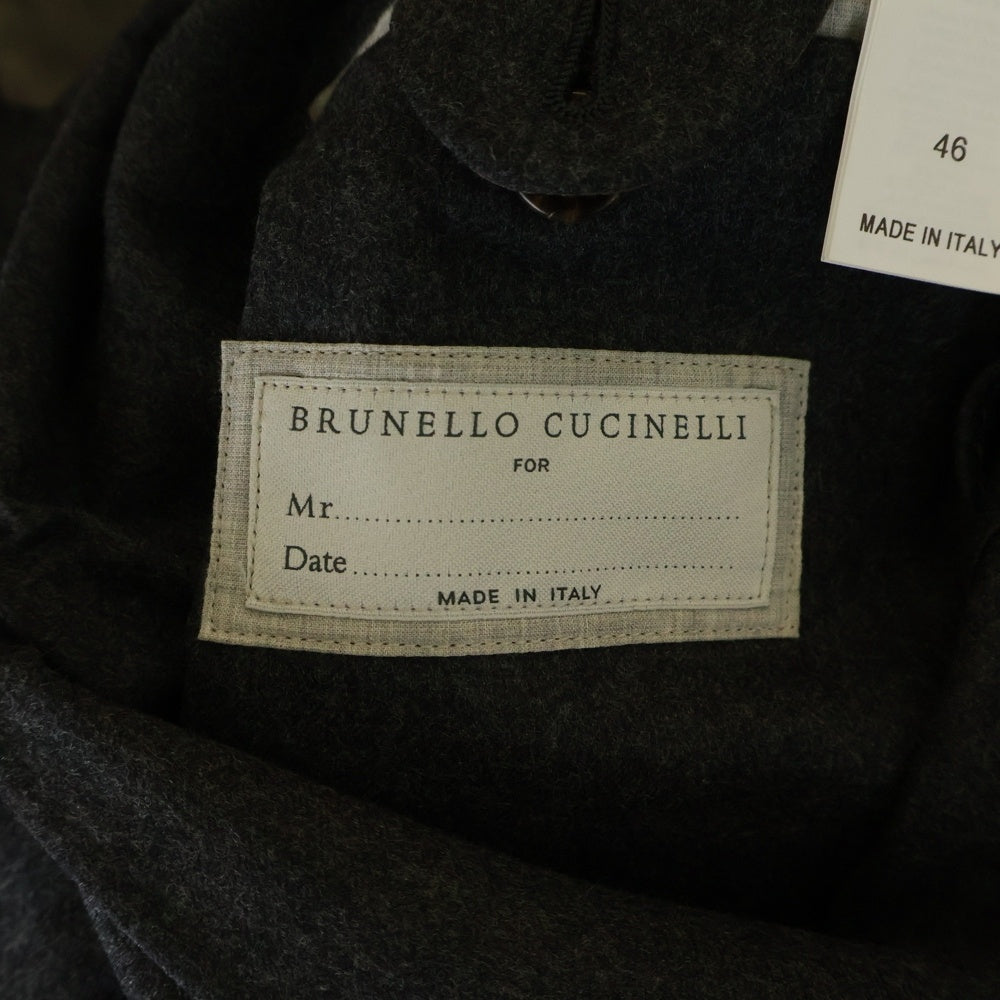 46
MADE IN ITALY
BRUNELLO CUCINELLI
FOR
Mr.
Date
MADE IN ITALY